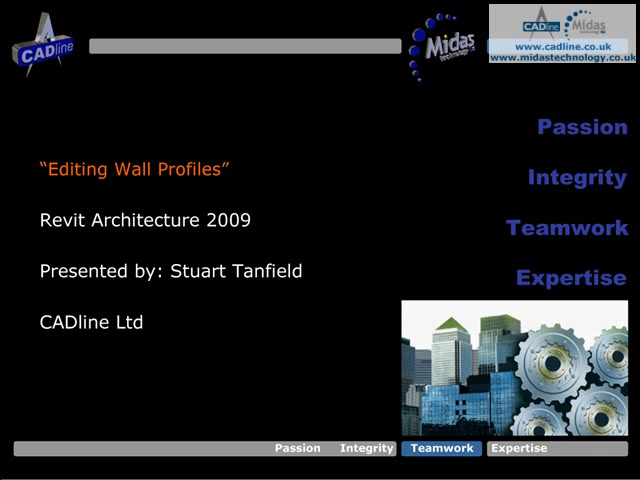 CADline
Midas
technology
CADline Midas
technology
www.cadline.co.uk
www.midastechnology.co.uk
Passion
“Editing Wall Profiles”
Integrity
Revit Architecture 2009
Teamwork
Presented by: Stuart Tanfield
Expertise
CADline Ltd
Passion Integrity Teamwork Expertise